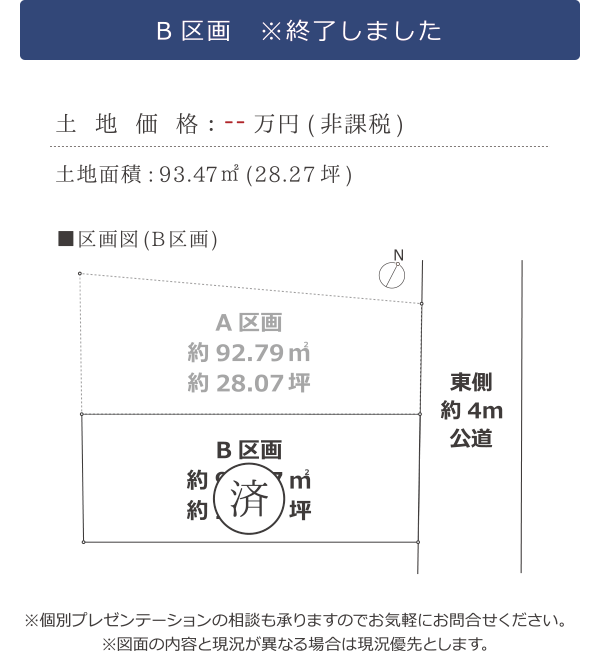 B区画　※終了しました
土地価格：--万円(非課税)
土地面積：93.47㎡(28.27坪)
■区画図(B区画)
N
A 区画
約 92.79㎡
約 28.07坪
東側
約 4m
公道
B 区画
約 ㎡
約 坪
済
※個別プレゼンテーションの相談も承りますのでお気軽にお問合せください。
※図面の内容と現況が異なる場合は現況優先とします。